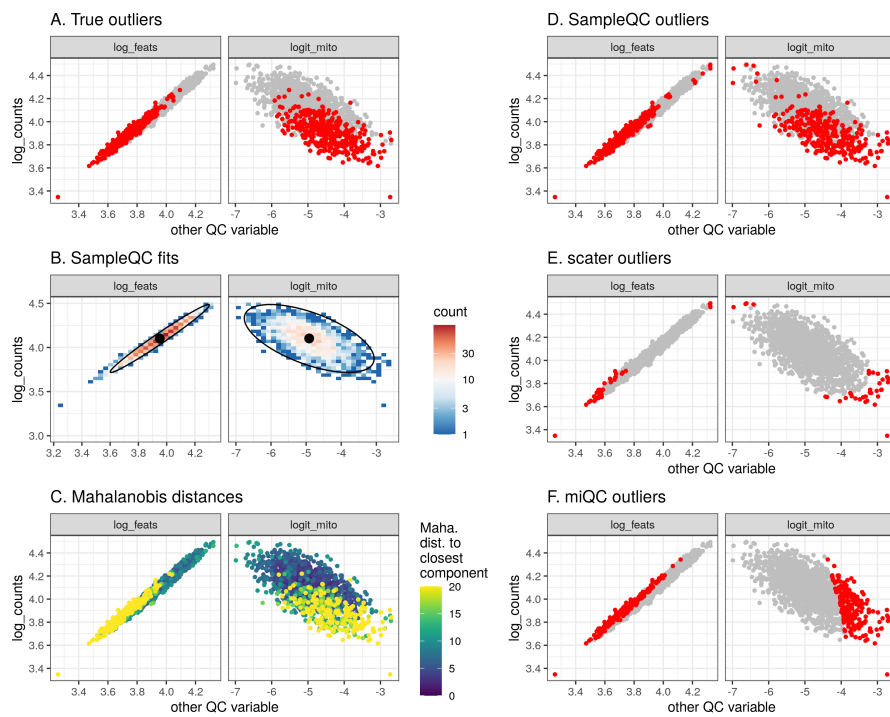 A. True outliers
log_feats
logit_mito
log_counts
4.4
4.2
4.0
3.8
3.6
3.4
3.4 3.6 3.8 4.0 4.2
-7 -6 -5 -4 -3
other QC variable
B. SampleQC fits
log_feats
logit_mito
log_counts
4.5
4.0
3.5
3.0
3.2 3.4 3.6 3.8 4.0 4.2
-7 -6 -5 -4 -3
other QC variable
count
30
10
3
1
C. Mahalanobis distances
log_feats
logit_mito
log_counts
4.4
4.2
4.0
3.8
3.6
3.4
3.4 3.6 3.8 4.0 4.2
-7 -6 -5 -4 -3
other QC variable
Maha.
dist. to
closest
component
20
15
10
5
0
D. SampleQC outliers
log_feats
logit_mito
log_counts
4.4
4.2
4.0
3.8
3.6
3.4
3.4 3.6 3.8 4.0 4.2
-7 -6 -5 -4 -3
other QC variable
E. scater outliers
log_feats
logit_mito
log_counts
4.4
4.2
4.0
3.8
3.6
3.4
3.4 3.6 3.8 4.0 4.2
-7 -6 -5 -4 -3
other QC variable
F. miQC outliers
log_feats
logit_mito
log_counts
4.4
4.2
4.0
3.8
3.6
3.4
3.4 3.6 3.8 4.0 4.2
-7 -6 -5 -4 -3
other QC variable